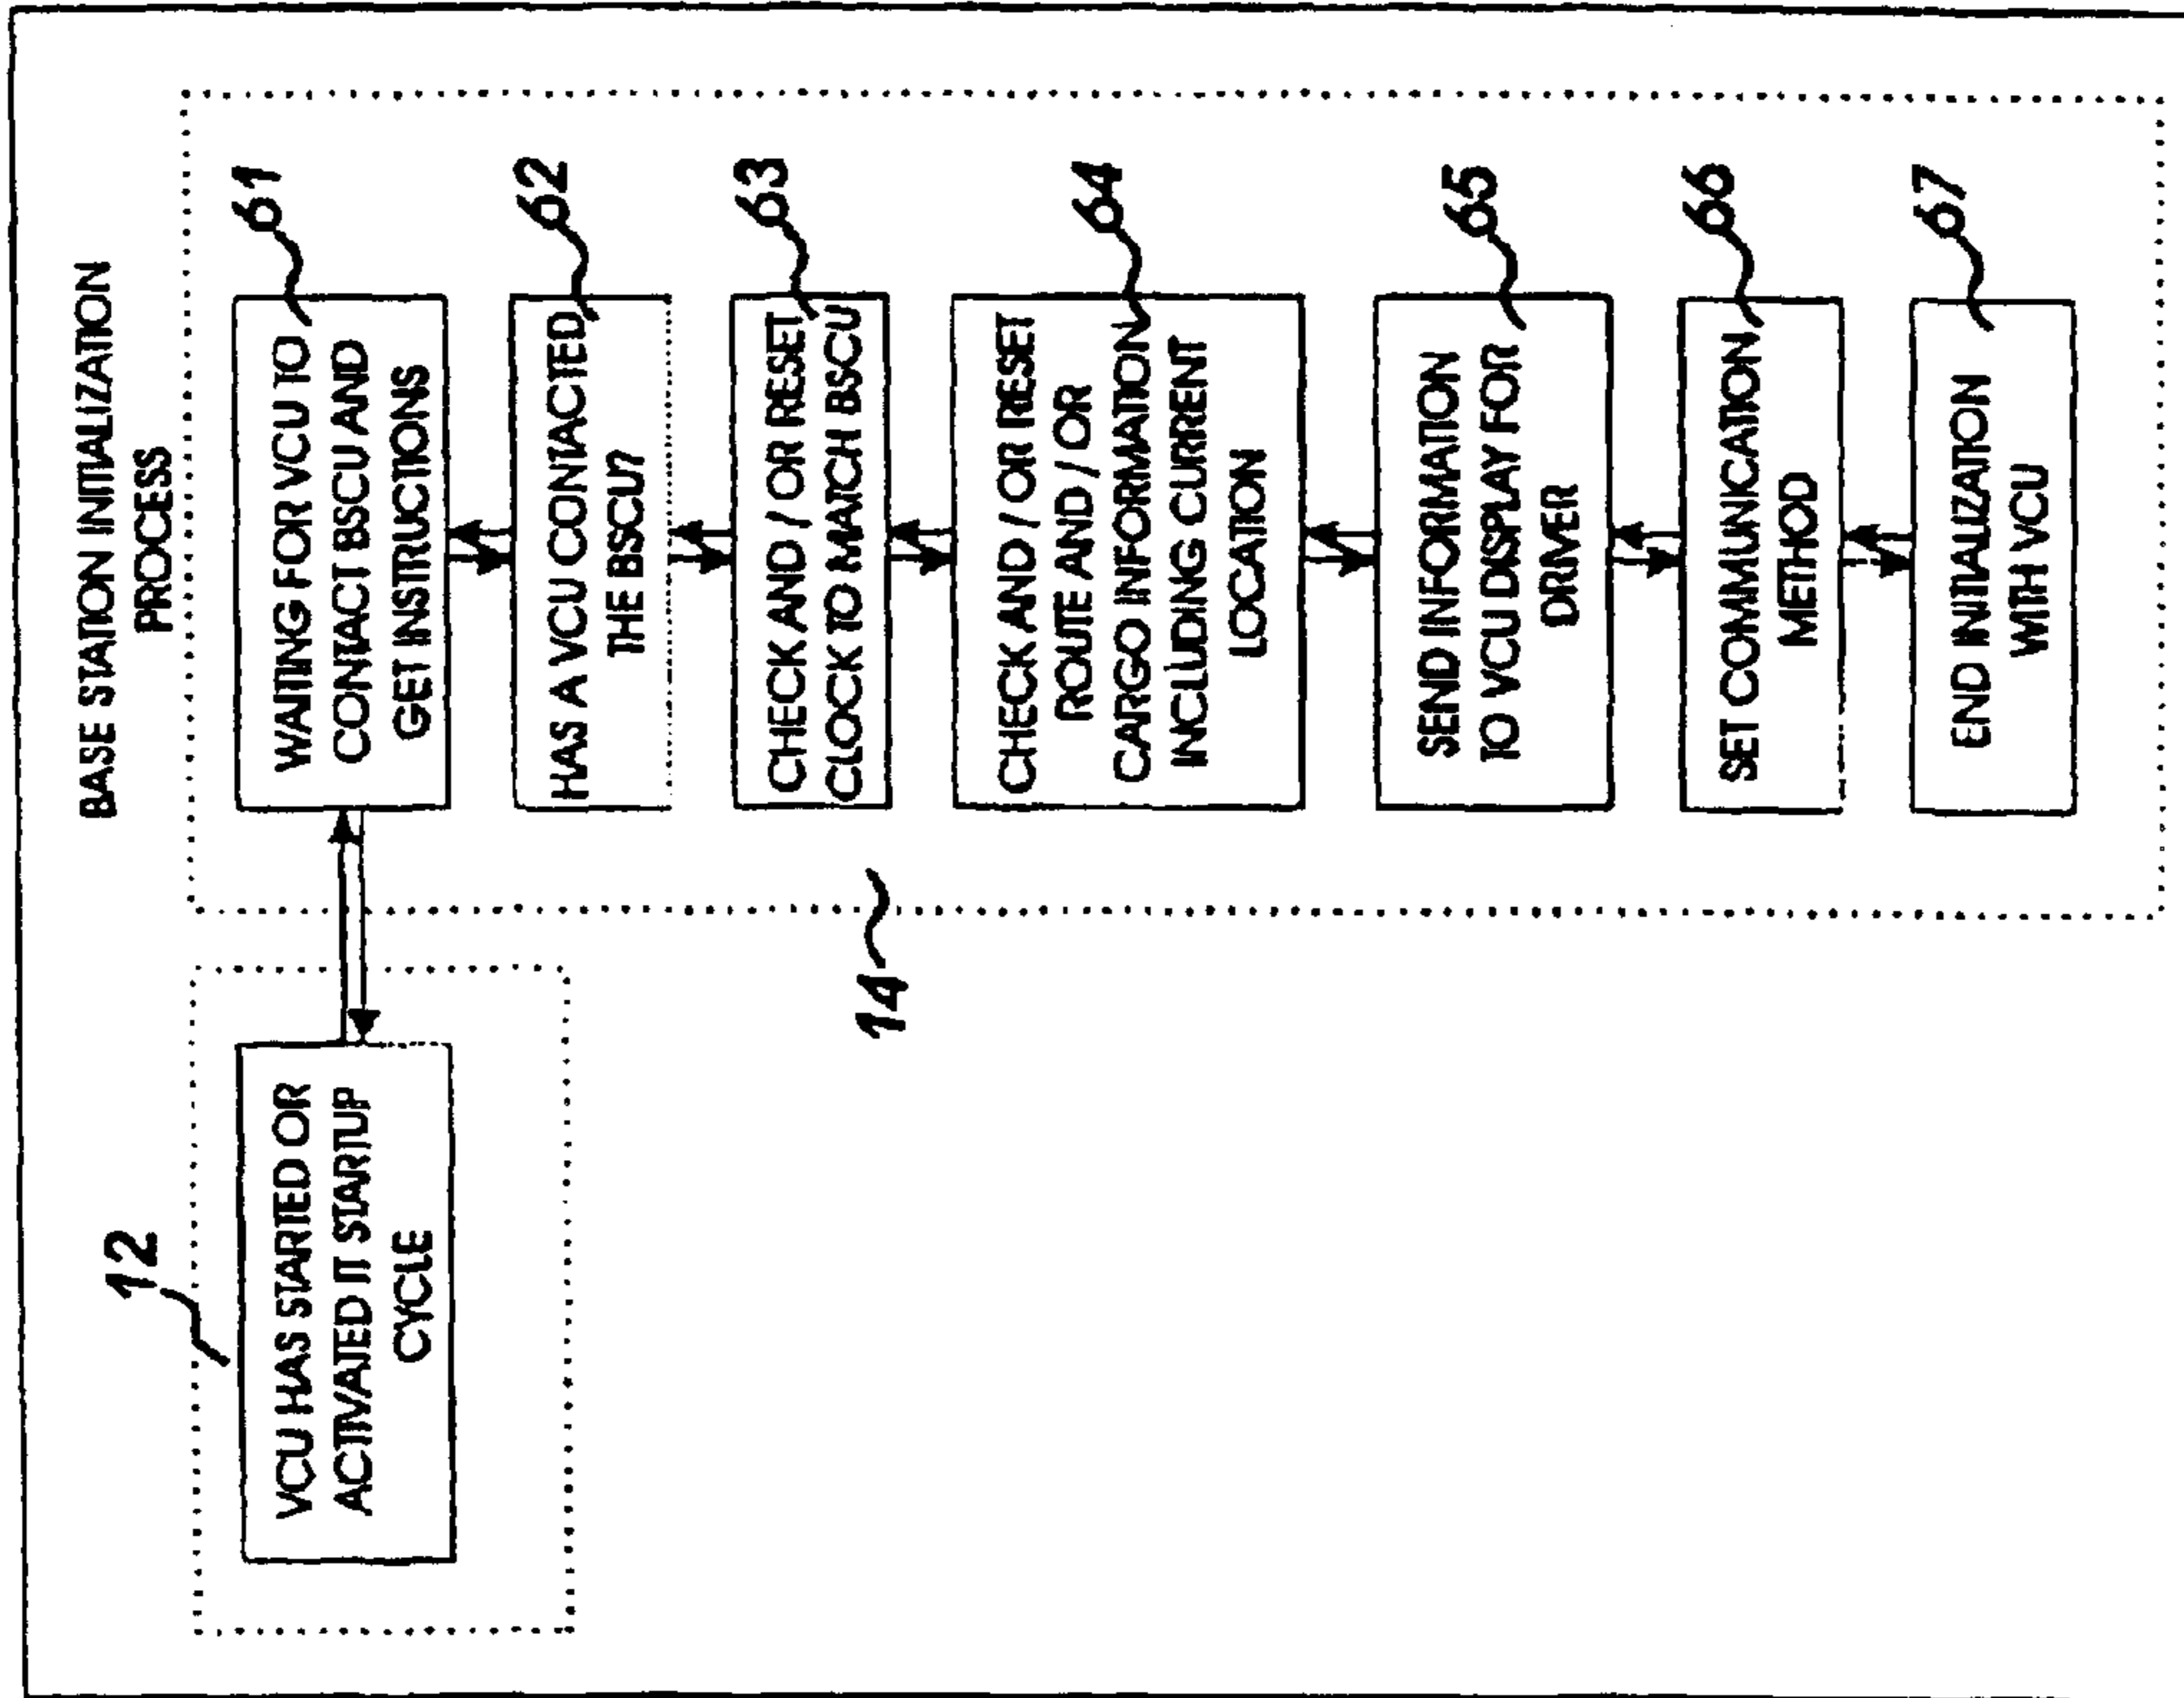 BASE STATION INITIALIZATION
PROCESS
12
VCU HAS STARTED OR
ACTIVATED IT STARTUP
CYCLE
14
WAITING FOR VCU TO
CONTACT BSCU AND
GET INSTRUCTIONS
61
HAS A VCU CONTACTED
THE BSCU?
62
CHECK AND / OR RESET
CLOCK TO MATCH BSCU
63
CHECK AND / OR RESET
ROUTE AND / OR
CARGO INFORMATION
INCLUDING CURRENT
LOCATION
64
SEND INFORMATION
TO VCU DISPLAY FOR
DRIVER
65
SET COMMUNICATION
METHOD
66
END INITIALIZATION
WITH VCU
67